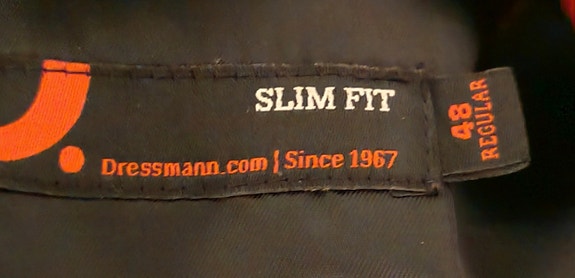 SLIM FIT
Dressmann.com | Since 1967
48
REGULAR